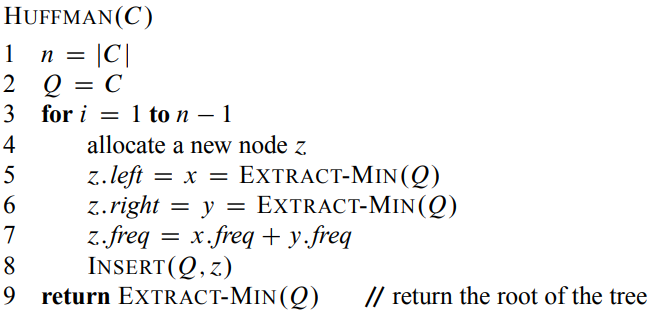 HUFFMAN(C)
1 n = |C|
2 Q = C
3 for i = 1 to n − 1
4 allocate a new node z
5 z.left = x = EXTRACT-MIN(Q)
6 z.right = y = EXTRACT-MIN(Q)
7 z.freq = x.freq + y.freq
8 INSERT(Q, z)
9 return EXTRACT-MIN(Q) // return the root of the tree